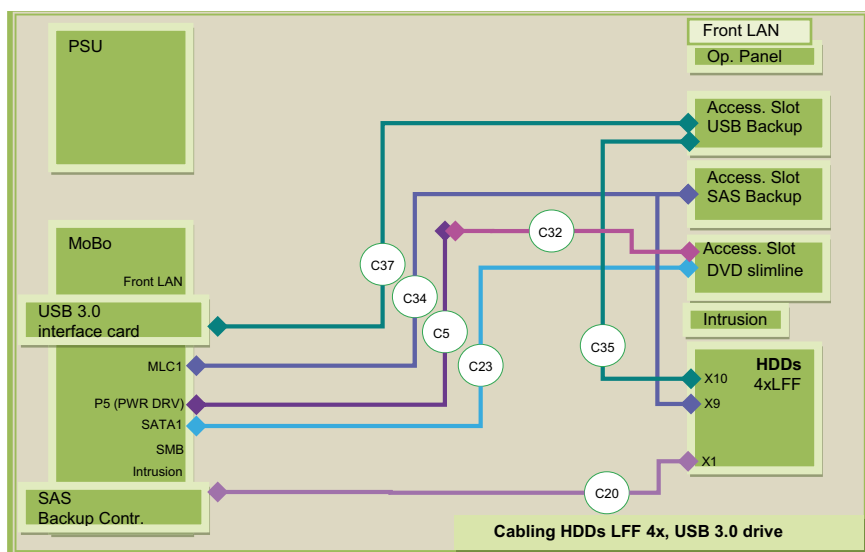 PSU
Front LAN
Op. Panel
Access. Slot
USB Backup
Access. Slot
SAS Backup
MoBo
C32
Access. Slot
DVD slimline
C37
Front LAN
C34
USB 3.0
interface card
Intrusion
C5
C35
MLC1
C23
HDDs
4xLFF
X10
P5 (PWR DRV)
X9
SATA1
SMB
Intrusion
X1
SAS
Backup Contr.
C20
Cabling HDDs LFF 4x, USB 3.0 drive